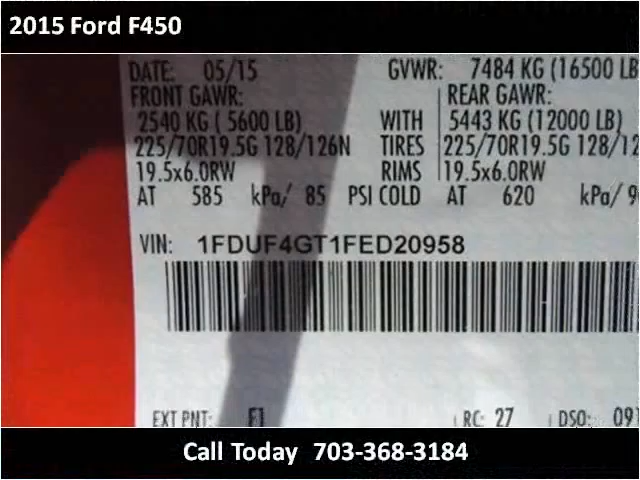 2015 Ford F450
DATE: 05/15 GVWR: 7484 KG (16500 LB
FRONT GAWR: REAR GAWR:
2540 KG ( 5600 LB) WITH 5443 KG (12000 LB)
225/70R19.5G 128/126N TIRES 225/70R19.5G 128/12
19.5x6.0RW RIMS 19.5x6.0RW
AT 585 kPa/ 85 PSI COLD AT 620 kPa/ 9
VIN: 1FDUF4GT1FED20958
EXT PNT: F1 RC: 27 DSO: 091
Call Today 703-368-3184